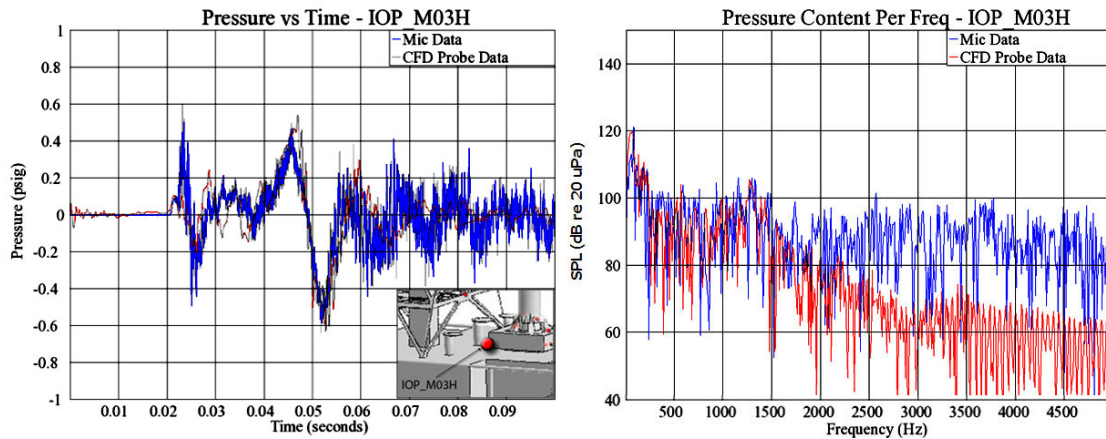 Pressure vs Time - IOP_M03H
Mic Data
CFD Probe Data
Pressure (psig)
1
0.8
0.6
0.4
0.2
0
-0.2
-0.4
-0.6
-0.8
-1
0.01 0.02 0.03 0.04 0.05 0.06 0.07 0.08 0.09
Time (seconds)
IOP_M03H
Pressure Content Per Freq - IOP_M03H
Mic Data
CFD Probe Data
SPL (dB re 20 uPa)
140
120
100
80
60
40
500 1000 1500 2000 2500 3000 3500 4000 4500
Frequency (Hz)